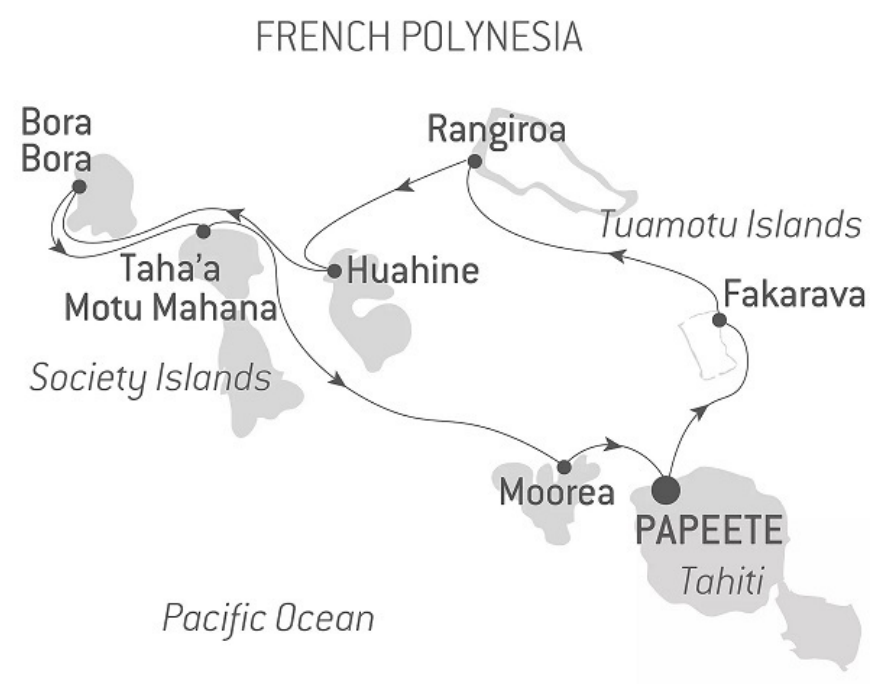 FRENCH POLYNESIA
Bora
Bora
Rangiroa
Tuamotu Islands
Taha'a
Motu Mahana
Huahine
Fakarava
Society Islands
Moorea
PAPEETE
Tahiti
Pacific Ocean